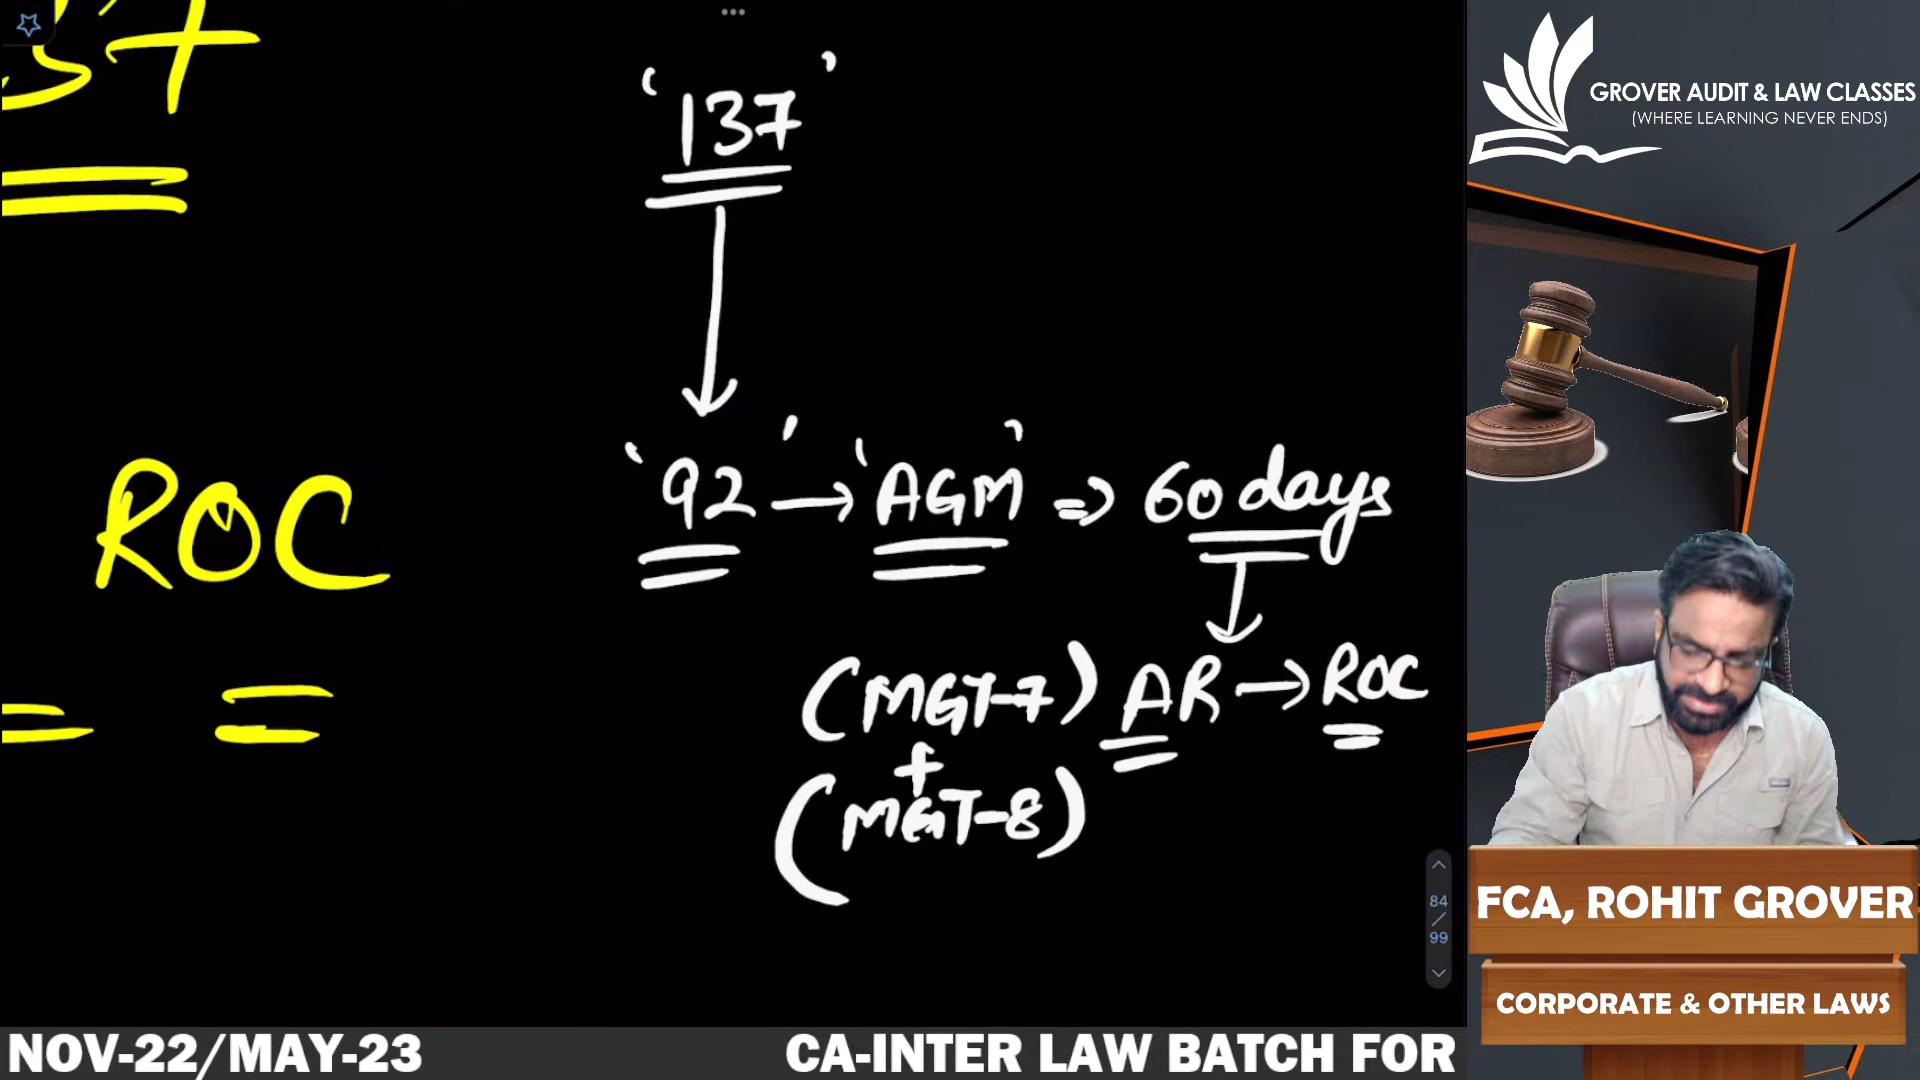 '137'
'92' → 'AGM' ⇒ 60 days
ROC
(MGT-7) AR → ROC
+
(MGT-8)
84
99
GROVER AUDIT & LAW CLASSES
(WHERE LEARNING NEVER ENDS)
FCA, ROHIT GROVER
CORPORATE & OTHER LAWS
NOV-22/MAY-23
CA-INTER LAW BATCH FOR